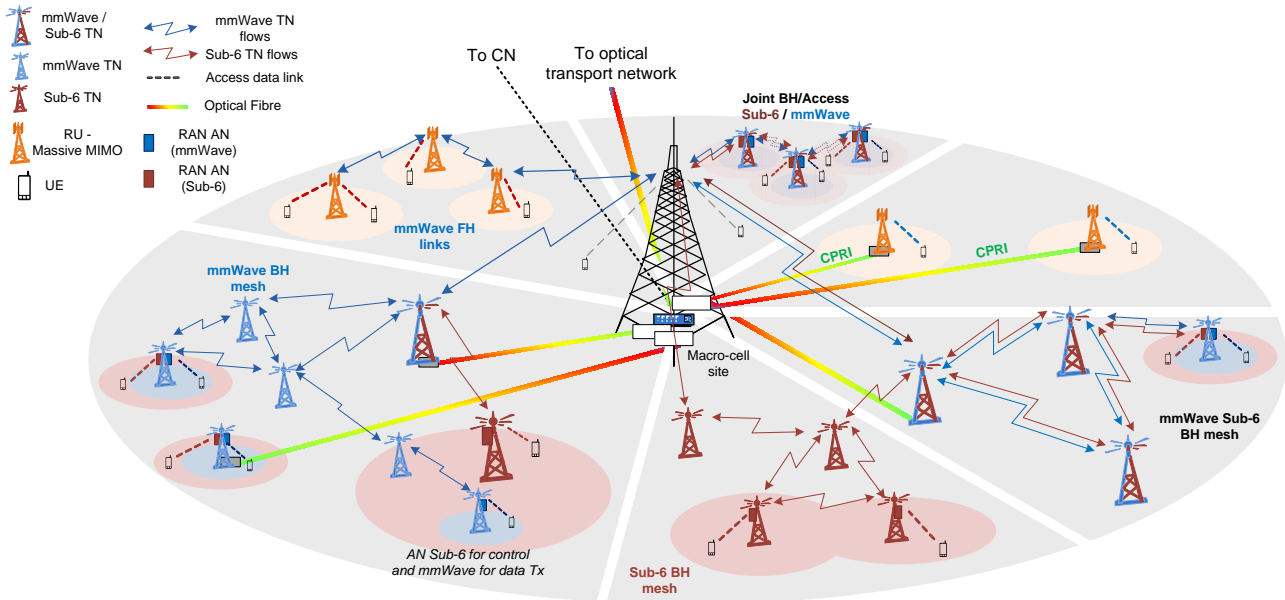 mmWave /
Sub-6 TN
mmWave TN
Sub-6 TN
RU -
Massive MIMO
UE
mmWave TN
flows
Sub-6 TN flows
Access data link
Optical Fibre
RAN AN
(mmWave)
RAN AN
(Sub-6)
To CN
To optical
transport network
Joint BH/Access
Sub-6 / mmWave
mmWave FH
links
CPRI
CPRI
mmWave BH
mesh
Macro-cell
site
mmWave Sub-6
BH mesh
AN Sub-6 for control
and mmWave for data Tx
Sub-6 BH
mesh